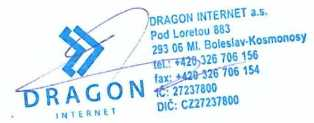 DRAGON INTERNET a.s.
Pod Loretou 883
293 06 Ml. Boleslav-Kosmonosy
tel.: +420 326 706 156
fax: +420 326 706 154
IČ: 27237800
DIČ: CZ27237800
DRAGON
INTERNET